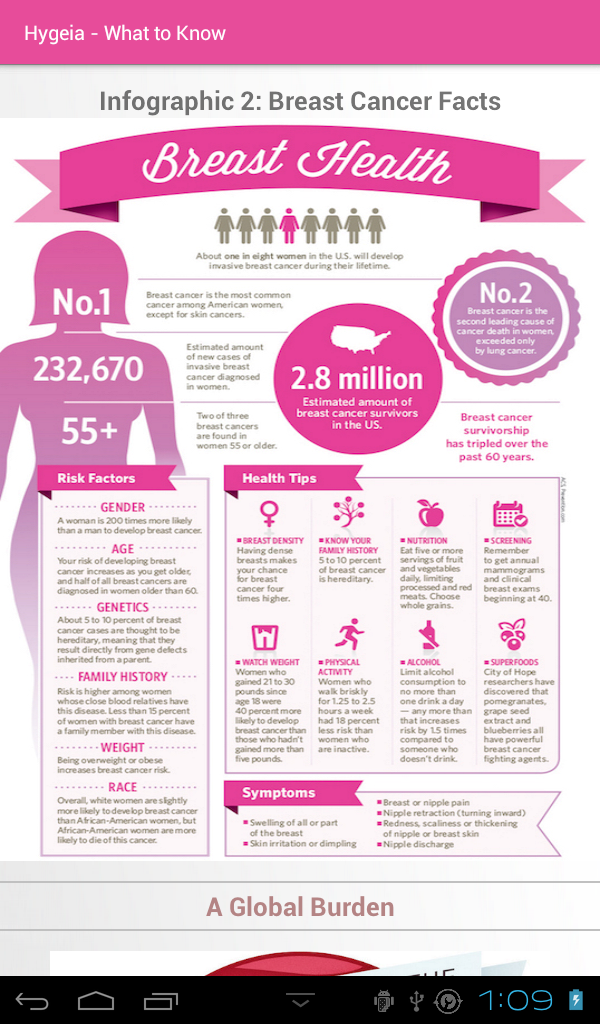 Hygeia - What to Know
Infographic 2: Breast Cancer Facts
Breast Health
About one in eight women in the U.S. will develop
invasive breast cancer during their lifetime.
No.1
Breast cancer is the most common
cancer among American women,
except for skin cancers.
No.2
Breast cancer is the
second leading cause of
cancer death in women,
exceeded only
by lung cancer.
232,670
Estimated amount
of new cases of
invasive breast
cancer diagnosed
in women.
2.8 million
Estimated amount of
breast cancer survivors
in the US.
55+
Two of three
breast cancers
are found in
women 55 or older.
Breast cancer
survivorship
has tripled over the
past 60 years.
Risk Factors
GENDER
A woman is 200 times more likely
than a man to develop breast cancer.
AGE
Your risk of developing breast
cancer increases as you get older,
and half of all breast cancers are
diagnosed in women older than 60.
GENETICS
About 5 to 10 percent of breast
cancer cases are thought to be
hereditary, meaning that they
result directly from gene defects
inherited from a parent.
FAMILY HISTORY
Risk is higher among women
whose close blood relatives have
this disease. Less than 15 percent
of women with breast cancer have
a family member with this disease.
WEIGHT
Being overweight or obese
increases breast cancer risk.
RACE
Overall, white women are slightly
more likely to develop breast cancer
than African-American women, but
African-American women are more
likely to die of this cancer.
Health Tips
BREAST DENSITY
Having dense
breasts makes
your chance
for breast
cancer four
times higher.
KNOW YOUR
FAMILY HISTORY
5 to 10 percent
of breast cancer
is hereditary.
NUTRITION
Eat five or more
servings of fruit
and vegetables
daily, limiting
processed and red
meats. Choose
whole grains.
SCREENING
Remember
to get annual
mammograms
and clinical
breast exams
beginning at 40.
WATCH WEIGHT
Women who
gained 21 to 30
pounds since
age 18 were
40 percent more
likely to develop
breast cancer than
those who hadn't
gained more than
five pounds.
PHYSICAL
ACTIVITY
Women who
walk briskly
for 1.25 to 2.5
hours a week
had 18 percent
less risk than
women who
are inactive.
ALCOHOL
Limit alcohol
consumption to
no more than
one drink a day
— any more than
that increases
risk by 1.5 times
compared to
someone who
doesn't drink.
SUPERFOODS
City of Hope
researchers have
discovered that
pomegranates,
grape seed
extract and
blueberries all
have powerful
breast cancer
fighting agents.
ACS, Prevention.com
Symptoms
Swelling of all or part
of the breast
Skin irritation or dimpling
Breast or nipple pain
Nipple retraction (turning inward)
Redness, scaliness or thickening
of nipple or breast skin
Nipple discharge
A Global Burden
THE
1:09